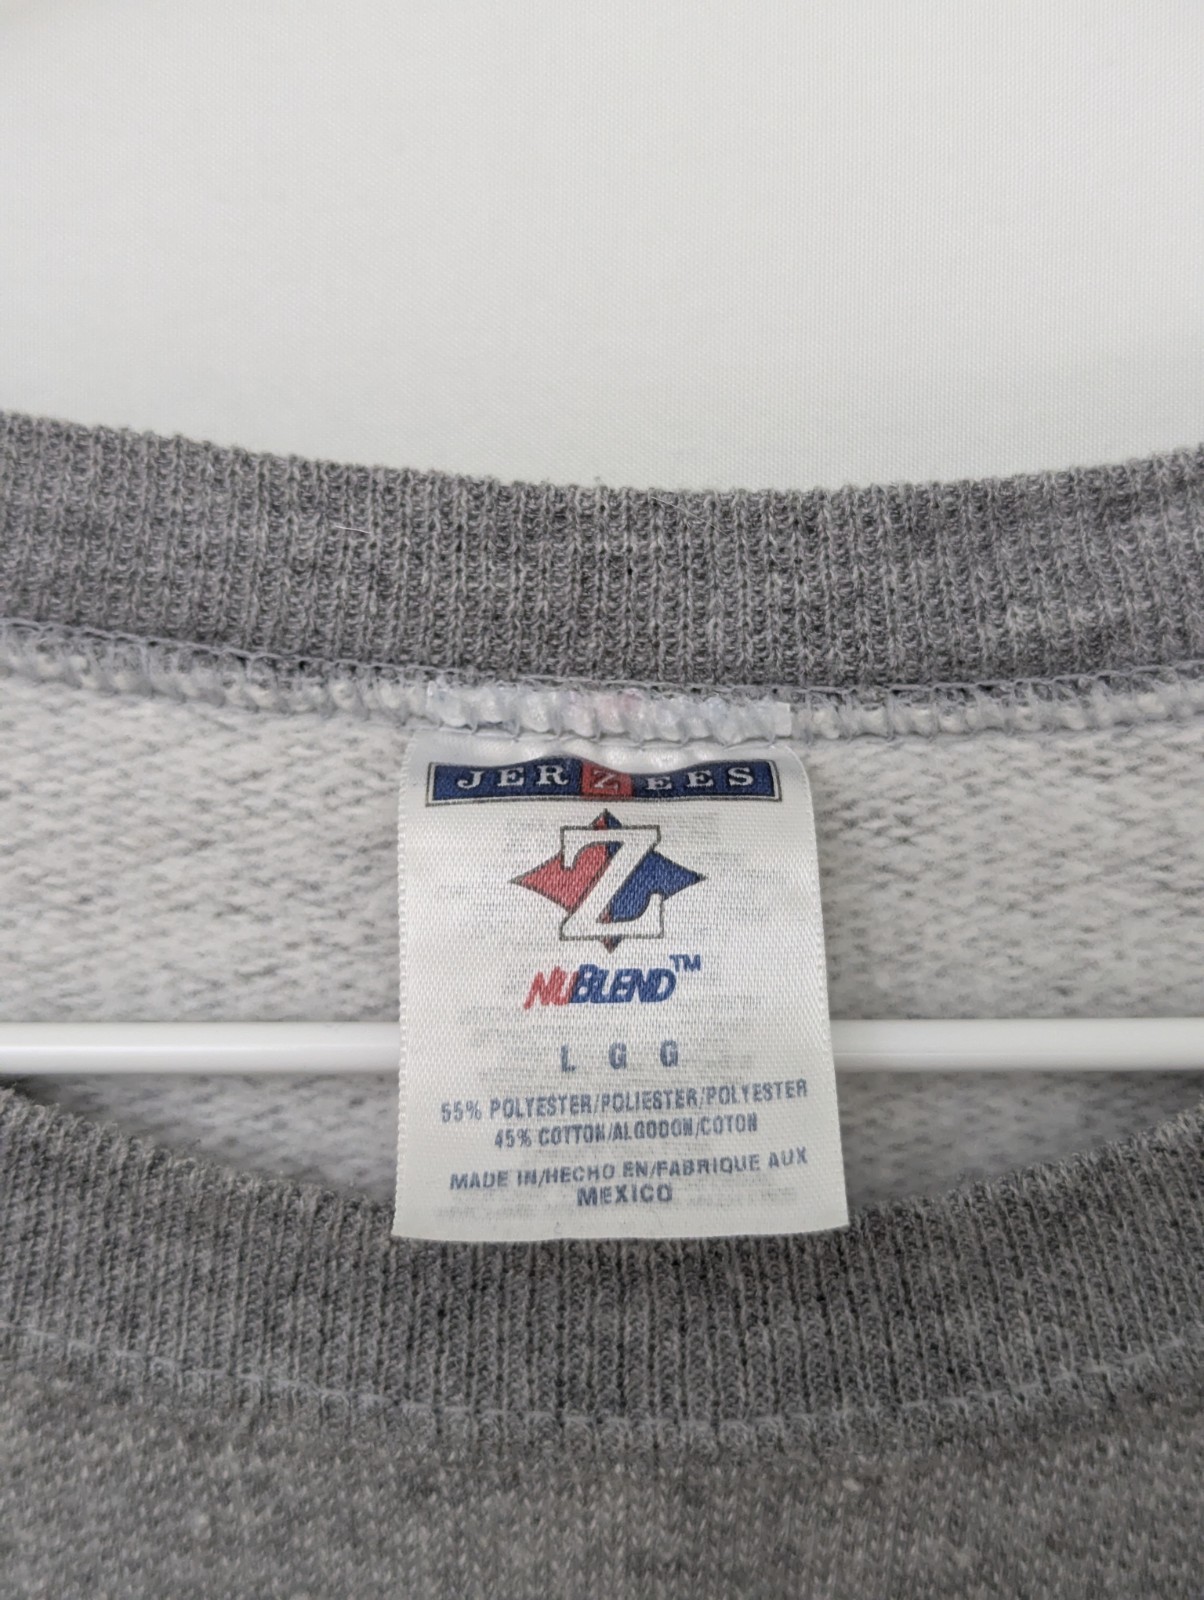 JERZEES
Z
NUBLEND™
L G G
55% POLYESTER/POLIESTER/POLYESTER
45% COTTON/ALGODON/COTON
MADE IN/HECHO EN/FABRIQUE AUX
MEXICO